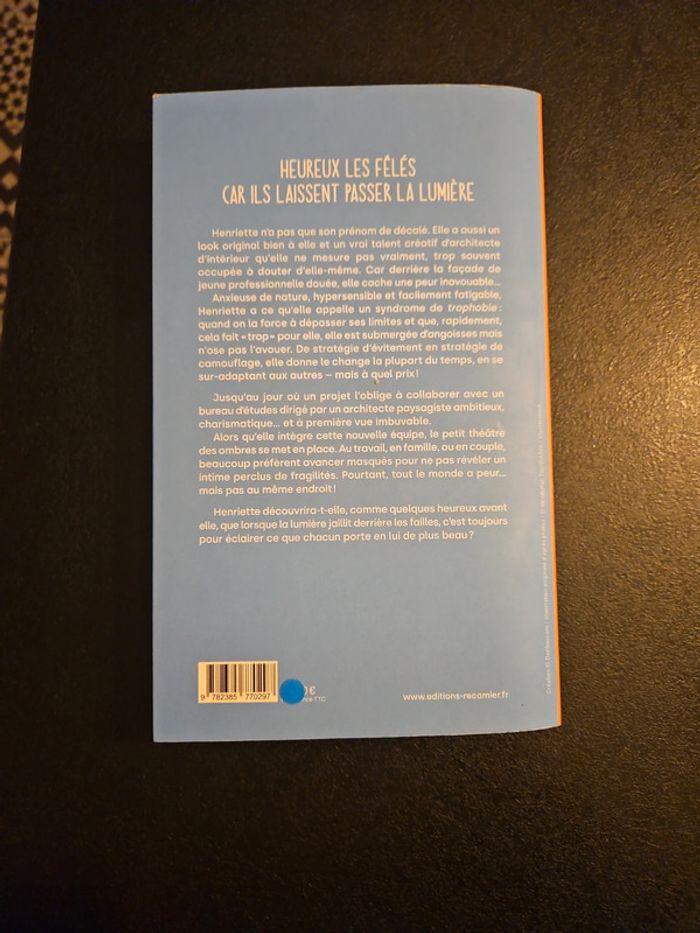 HEUREUX LES FÊLÉS
CAR ILS LAISSENT PASSER LA LUMIÈRE
Henriette n'a pas que son prénom de décalé. Elle a aussi un
look original bien à elle et un vrai talent créatif d'architecte
d'intérieur qu'elle ne mesure pas vraiment, trop souvent
occupée à douter d'elle-même. Car derrière la façade de
jeune professionnelle douée, elle cache une peur inavouable...
Anxieuse de nature, hypersensible et facilement fatigable,
Henriette a ce qu'elle appelle un syndrome de trophobie :
quand on la force à dépasser ses limites et que, rapidement,
cela fait « trop » pour elle, elle est submergée d'angoisses mais
n'ose pas l'avouer. De stratégie d'évitement en stratégie de
camouflage, elle donne le change la plupart du temps, en se
sur-adaptant aux autres – mais à quel prix !
Jusqu'au jour où un projet l'oblige à collaborer avec un
bureau d'études dirigé par un architecte paysagiste ambitieux,
charismatique... et à première vue imbuvable.
Alors qu'elle intègre cette nouvelle équipe, le petit théâtre
des ombres se met en place. Au travail, en famille, ou en couple,
beaucoup préfèrent avancer masqués pour ne pas révéler un
intime perclus de fragilités. Pourtant, tout le monde a peur...
mais pas au même endroit !
Henriette découvrira-t-elle, comme quelques heureux avant
elle, que lorsque la lumière jaillit derrière les failles, c'est toujours
pour éclairer ce que chacun porte en lui de plus beau ?
9 782385 770297
€
TTC
www.editions-recamier.fr